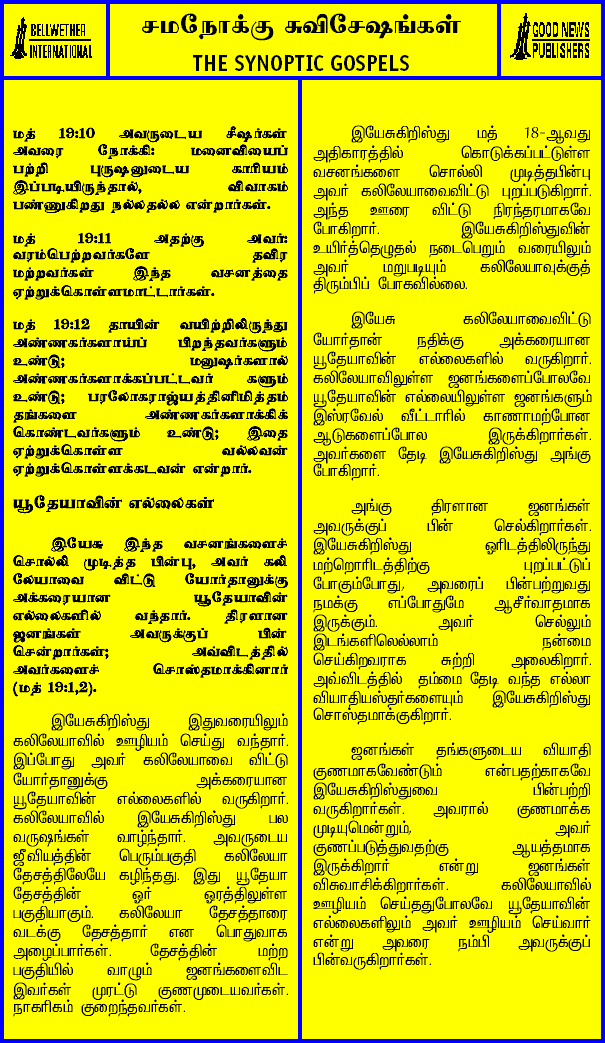 BELLWETHER
INTERNATIONAL
சமநோக்கு சுவிசேஷங்கள்
THE SYNOPTIC GOSPELS
GOOD NEWS
PUBLISHERS
மத் 19:10 அவருடைய சீஷர்கள்
அவரை நோக்கி: மனைவியைப்
பற்றி புருஷனுடைய காரியம்
இப்படியிருந்தால், விவாகம்
பண்ணுகிறது நல்லதல்ல என்றார்கள்.
மத் 19:11 அதற்கு அவர்:
வரம்பெற்றவர்களே தவிர
மற்றவர்கள் இந்த வசனத்தை
ஏற்றுக்கொள்ளமாட்டார்கள்.
மத் 19:12 தாயின் வயிற்றிலிருந்து
அண்ணகர்களாய்ப் பிறந்தவர்களும்
உண்டு; மனுஷர்களால்
அண்ணகர்களாக்கப்பட்டவர் களும்
உண்டு; பரலோகராஜ்யத்தினிமித்தம்
தங்களை அண்ணகர்களாக்கிக்
கொண்டவர்களும் உண்டு; இதை
ஏற்றுக்கொள்ள வல்லவன்
ஏற்றுக்கொள்ளக்கடவன் என்றார்.
யூதேயாவின் எல்லைகள்
இயேசு இந்த வசனங்களைச்
சொல்லி முடித்த பின்பு, அவர் கலி
லேயாவை விட்டு யோர்தானுக்கு
அக்கரையான யூதேயாவின்
எல்லைகளில் வந்தார். திரளான
ஜனங்கள் அவருக்குப் பின்
சென்றார்கள்; அவ்விடத்தில்
அவர்களைச் சொஸ்தமாக்கினார்
(மத் 19:1,2).
இயேசுகிறிஸ்து இதுவரையிலும்
கலிலேயாவில் ஊழியம் செய்து வந்தார்.
இப்போது அவர் கலிலேயாவை விட்டு
யோர்தானுக்கு அக்கரையான
யூதேயாவின் எல்லைகளில் வருகிறார்.
கலிலேயாவில் இயேசுகிறிஸ்து பல
வருஷங்கள் வாழ்ந்தார். அவருடைய
ஜீவியத்தின் பெரும்பகுதி கலிலேயா
தேசத்திலேயே கழிந்தது. இது யூதேயா
தேசத்தின் ஓர் ஓரத்திலுள்ள
பகுதியாகும். கலிலேயா தேசத்தாரை
வடக்கு தேசத்தார் என பொதுவாக
அழைப்பார்கள். தேசத்தின் மற்ற
பகுதியில் வாழும் ஜனங்களைவிட
இவர்கள் முரட்டு குணமுடையவர்கள்.
நாகரிகம் குறைந்தவர்கள்.
இயேசுகிறிஸ்து மத் 18-ஆவது
அதிகாரத்தில் கொடுக்கப்பட்டுள்ள
வசனங்களை சொல்லி முடித்தபின்பு
அவர் கலிலேயாவைவிட்டு புறப்படுகிறார்.
அந்த ஊரை விட்டு நிரந்தரமாகவே
போகிறார். இயேசுகிறிஸ்துவின்
உயிர்த்தெழுதல் நடைபெறும் வரையிலும்
அவர் மறுபடியும் கலிலேயாவுக்குத்
திரும்பிப் போகவில்லை.
இயேசு கலிலேயாவைவிட்டு
யோர்தான் நதிக்கு அக்கரையான
யூதேயாவின் எல்லைகளில் வருகிறார்.
கலிலேயாவிலுள்ள ஜனங்களைப்போலவே
யூதேயாவின் எல்லையிலுள்ள ஜனங்களும்
இஸ்ரவேல் வீட்டாரில் காணாமற்போன
ஆடுகளைப்போல இருக்கிறார்கள்.
அவர்களை தேடி இயேசுகிறிஸ்து அங்கு
போகிறார்.
அங்கு திரளான ஜனங்கள்
அவருக்குப் பின் செல்கிறார்கள்.
இயேசுகிறிஸ்து ஓரிடத்திலிருந்து
மற்றொரிடத்திற்கு புறப்பட்டுப்
போகும்போது, அவரைப் பின்பற்றுவது
நமக்கு எப்போதுமே ஆசீர்வாதமாக
இருக்கும். அவர் செல்லும்
இடங்களிலெல்லாம் நன்மை
செய்கிறவராக சுற்றி அலைகிறார்.
அவ்விடத்தில் தம்மை தேடி வந்த எல்லா
வியாதியஸ்தர்களையும் இயேசுகிறிஸ்து
சொஸ்தமாக்குகிறார்.
ஜனங்கள் தங்களுடைய வியாதி
குணமாகவேண்டும் என்பதற்காகவே
இயேசுகிறிஸ்துவை பின்பற்றி
வருகிறார்கள். அவரால் குணமாக்க
முடியுமென்றும், அவர்
குணப்படுத்துவதற்கு ஆயத்தமாக
இருக்கிறார் என்று ஜனங்கள்
விசுவாசிக்கிறார்கள். கலிலேயாவில்
ஊழியம் செய்ததுபோலவே யூதேயாவின்
எல்லைகளிலும் அவர் ஊழியம் செய்வார்
என்று அவரை நம்பி அவருக்குப்
பின்வருகிறார்கள்.